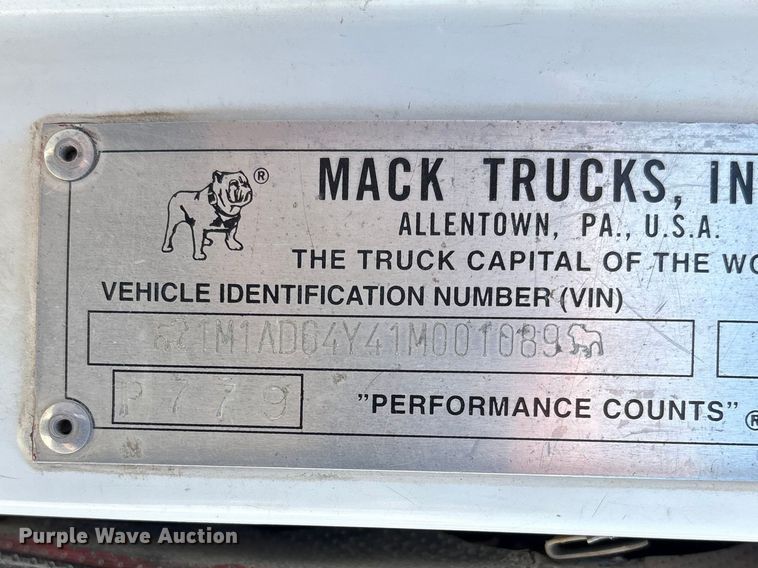 MACK TRUCKS, IN
ALLENTOWN, PA., U.S.A.
THE TRUCK CAPITAL OF THE WO
VEHICLE IDENTIFICATION NUMBER (VIN)
1M1AD64Y41M001089
"PERFORMANCE COUNTS" ®
Purple Wave Auction